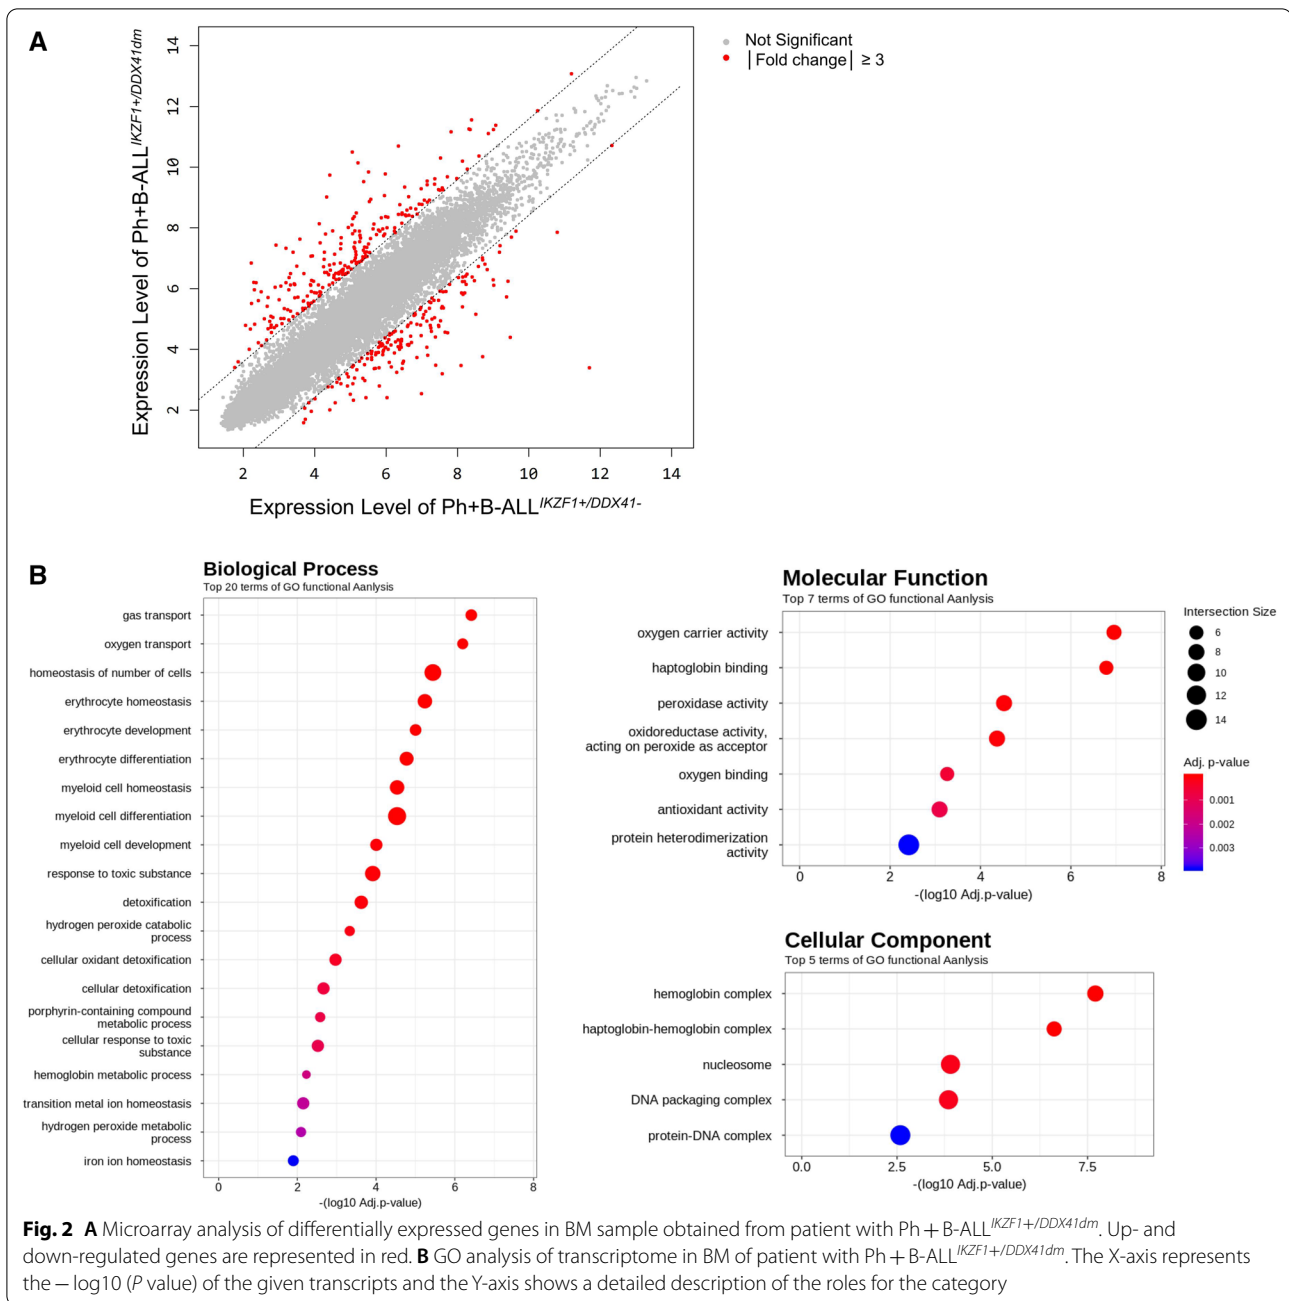 A
Expression Level of Ph+B-ALL IKZF1+/DDX41dm
14
12
10
8
6
4
2
2 4 6 8 10 12 14
Expression Level of Ph+B-ALL IKZF1+/DDX41-
Not Significant
|Fold change| ≥ 3
B
Biological Process
Top 20 terms of GO functional Aanlysis
gas transport
oxygen transport
homeostasis of number of cells
erythrocyte homeostasis
erythrocyte development
erythrocyte differentiation
myeloid cell homeostasis
myeloid cell differentiation
myeloid cell development
response to toxic substance
detoxification
hydrogen peroxide catabolic
process
cellular oxidant detoxification
cellular detoxification
porphyrin-containing compound
metabolic process
cellular response to toxic
substance
hemoglobin metabolic process
transition metal ion homeostasis
hydrogen peroxide metabolic
process
iron ion homeostasis
0 2 4 6 8
-(log10 Adj.p-value)
Molecular Function
Top 7 terms of GO functional Aanlysis
oxygen carrier activity
haptoglobin binding
peroxidase activity
oxidoreductase activity,
acting on peroxide as acceptor
oxygen binding
antioxidant activity
protein heterodimerization
activity
0 2 4 6 8
-(log10 Adj.p-value)
Intersection Size
6
8
10
12
14
Adj. p-value
0.001
0.002
0.003
Cellular Component
Top 5 terms of GO functional Aanlysis
hemoglobin complex
haptoglobin-hemoglobin complex
nucleosome
DNA packaging complex
protein-DNA complex
0.0 2.5 5.0 7.5
-(log10 Adj.p-value)
Fig. 2 A Microarray analysis of differentially expressed genes in BM sample obtained from patient with Ph + B-ALL IKZF1+/DDX41dm. Up- and
down-regulated genes are represented in red. B GO analysis of transcriptome in BM of patient with Ph + B-ALL IKZF1+/DDX41dm. The X-axis represents
the − log10 (P value) of the given transcripts and the Y-axis shows a detailed description of the roles for the category